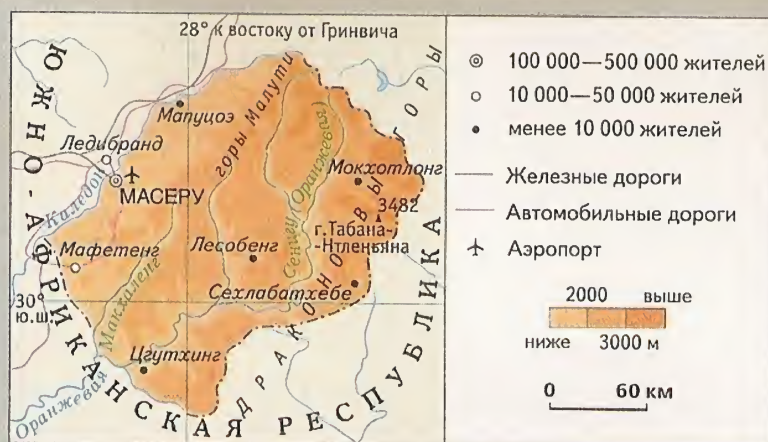 28° к востоку от Гринвича
ЮЖНО-АФРИКАНСКАЯ РЕСПУБЛИКА
ДРАКОНОВЫ ГОРЫ
горы Малути
Мапуцоэ
Ледибранд
Каледон
МАСЕРУ
Мокхотлонг
3482
г.Табана-
-Нтленьяна
Сенцу(Оранжевая)
Мафетенг
Лесобенг
Макхаленг
Сехлабатхебе
30°
ю.ш.
Цгутхинг
Оранжевая
100 000—500 000 жителей
10 000—50 000 жителей
менее 10 000 жителей
Железные дороги
Автомобильные дороги
Аэропорт
2000 выше
ниже 3000 м
0 60 км